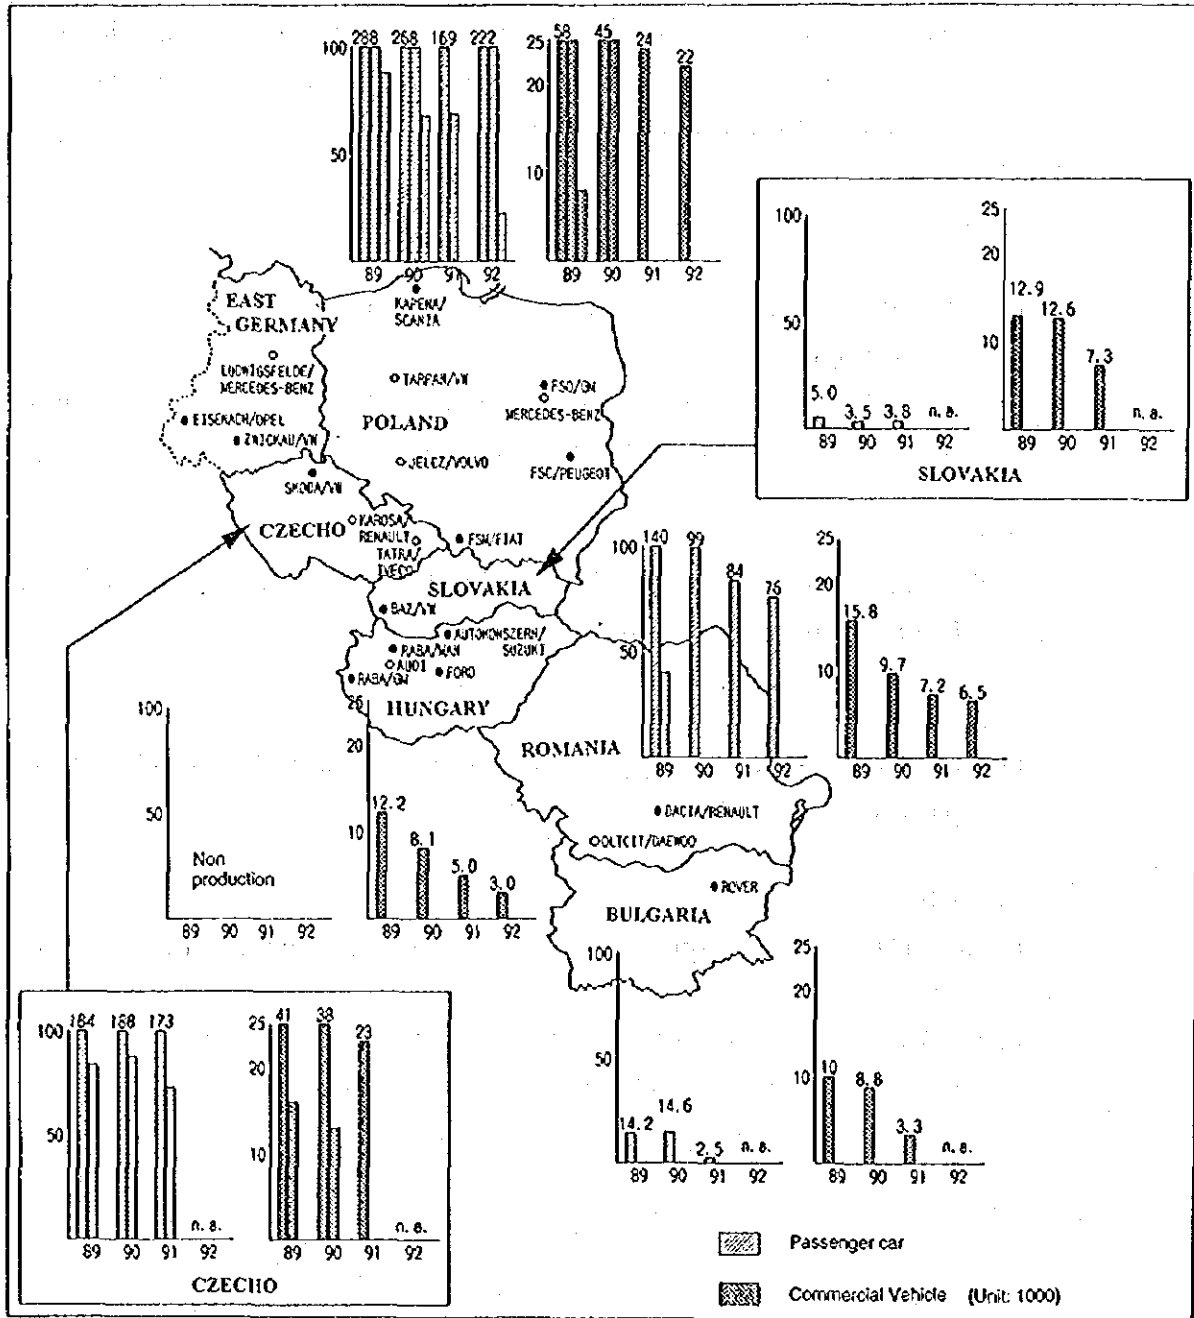 288 268 169 222
100
50
89 90 91 92
58 45 24 22
25
20
10
89 90 91 92
100
50
5.0 3.5 3.8 n.a.
89 90 91 92
25
20
10
12.9 12.6 7.3 n.a.
89 90 91 92
SLOVAKIA
EAST
GERMANY
LUDWIGSFELDE/
MERCEDES-BENZ
EISENACH/OPEL
ZWICKAU/VW
KAPENA/
SCANIA
TARPAN/VW
FSO/GM
MERCEDES-BENZ
POLAND
JELCZ/VOLVO
FSC/PEUGEOT
SKODA/VW
CZECHO
KAROSA/
RENAULT
TATRA/
IVECO
FSM/FIAT
SLOVAKIA
BAZ/VW
AUTOKONSZERN/
SUZUKI
RABA/MAN
AUDI
RABA/GM
FORD
HUNGARY
140 99 84 76
100
50
89 90 91 92
25
20
10
15.8 9.7 7.2 6.5
89 90 91 92
ROMANIA
DACIA/RENAULT
OLTCIT/DAEWOO
ROVER
BULGARIA
100
50
Non
production
89 90 91 92
25
20
10
12.2 8.1 5.0 3.0
89 90 91 92
100
50
14.2 14.6 2.5 n.a.
89 90 91 92
25
20
10
10 8.8 3.3 n.a.
89 90 91 92
184 188 173
100
50
n.a.
89 90 91 92
41 38 23
25
20
10
n.a.
89 90 91 92
CZECHO
Passenger car
Commercial Vehicle (Unit: 1000)